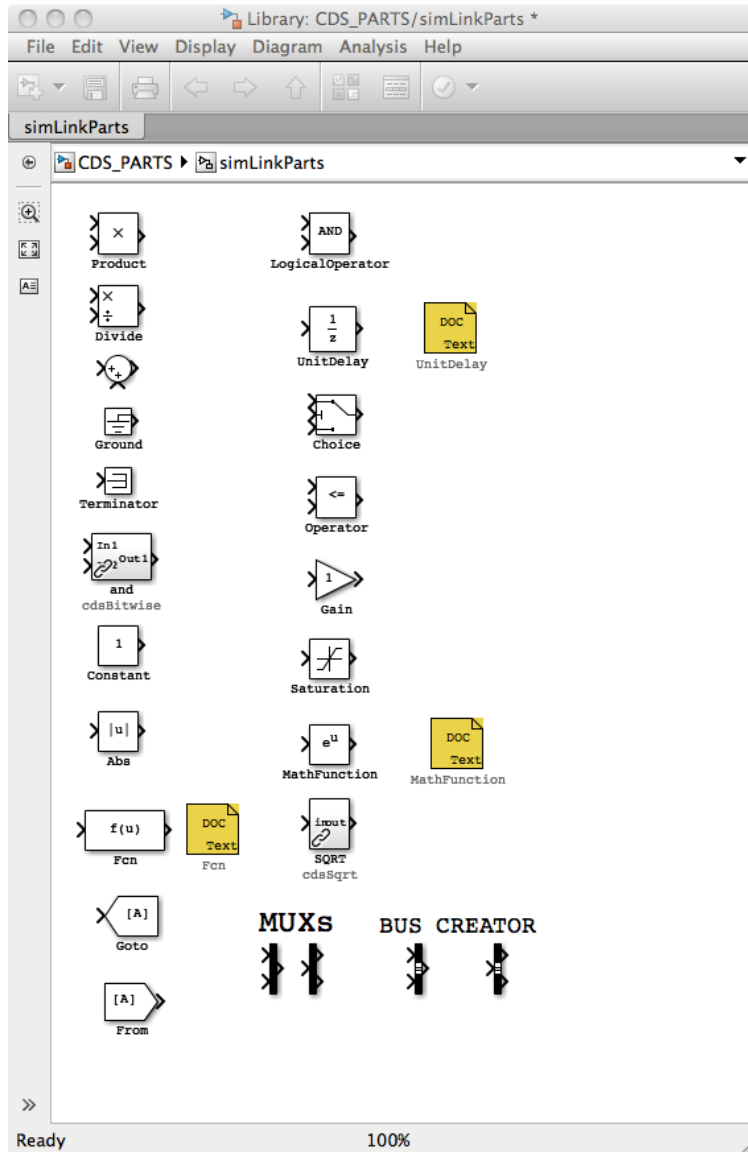 Library: CDS_PARTS/simLinkParts *
File Edit View Display Diagram Analysis Help
simLinkParts
CDS_PARTS simLinkParts
×
Product
×
÷
Divide
+
+
Ground
Terminator
In1
Out1
and
cdsBitwise
1
Constant
|u|
Abs
f(u)
Fcn
DOC
Text
Fcn
[A]
Goto
[A]
From
AND
LogicalOperator
1
z
UnitDelay
DOC
Text
UnitDelay
Choice
<=
Operator
1
Gain
Saturation
e^u
MathFunction
DOC
Text
MathFunction
SQRT
cdsSqrt
MUXs
BUS CREATOR
Ready 100%